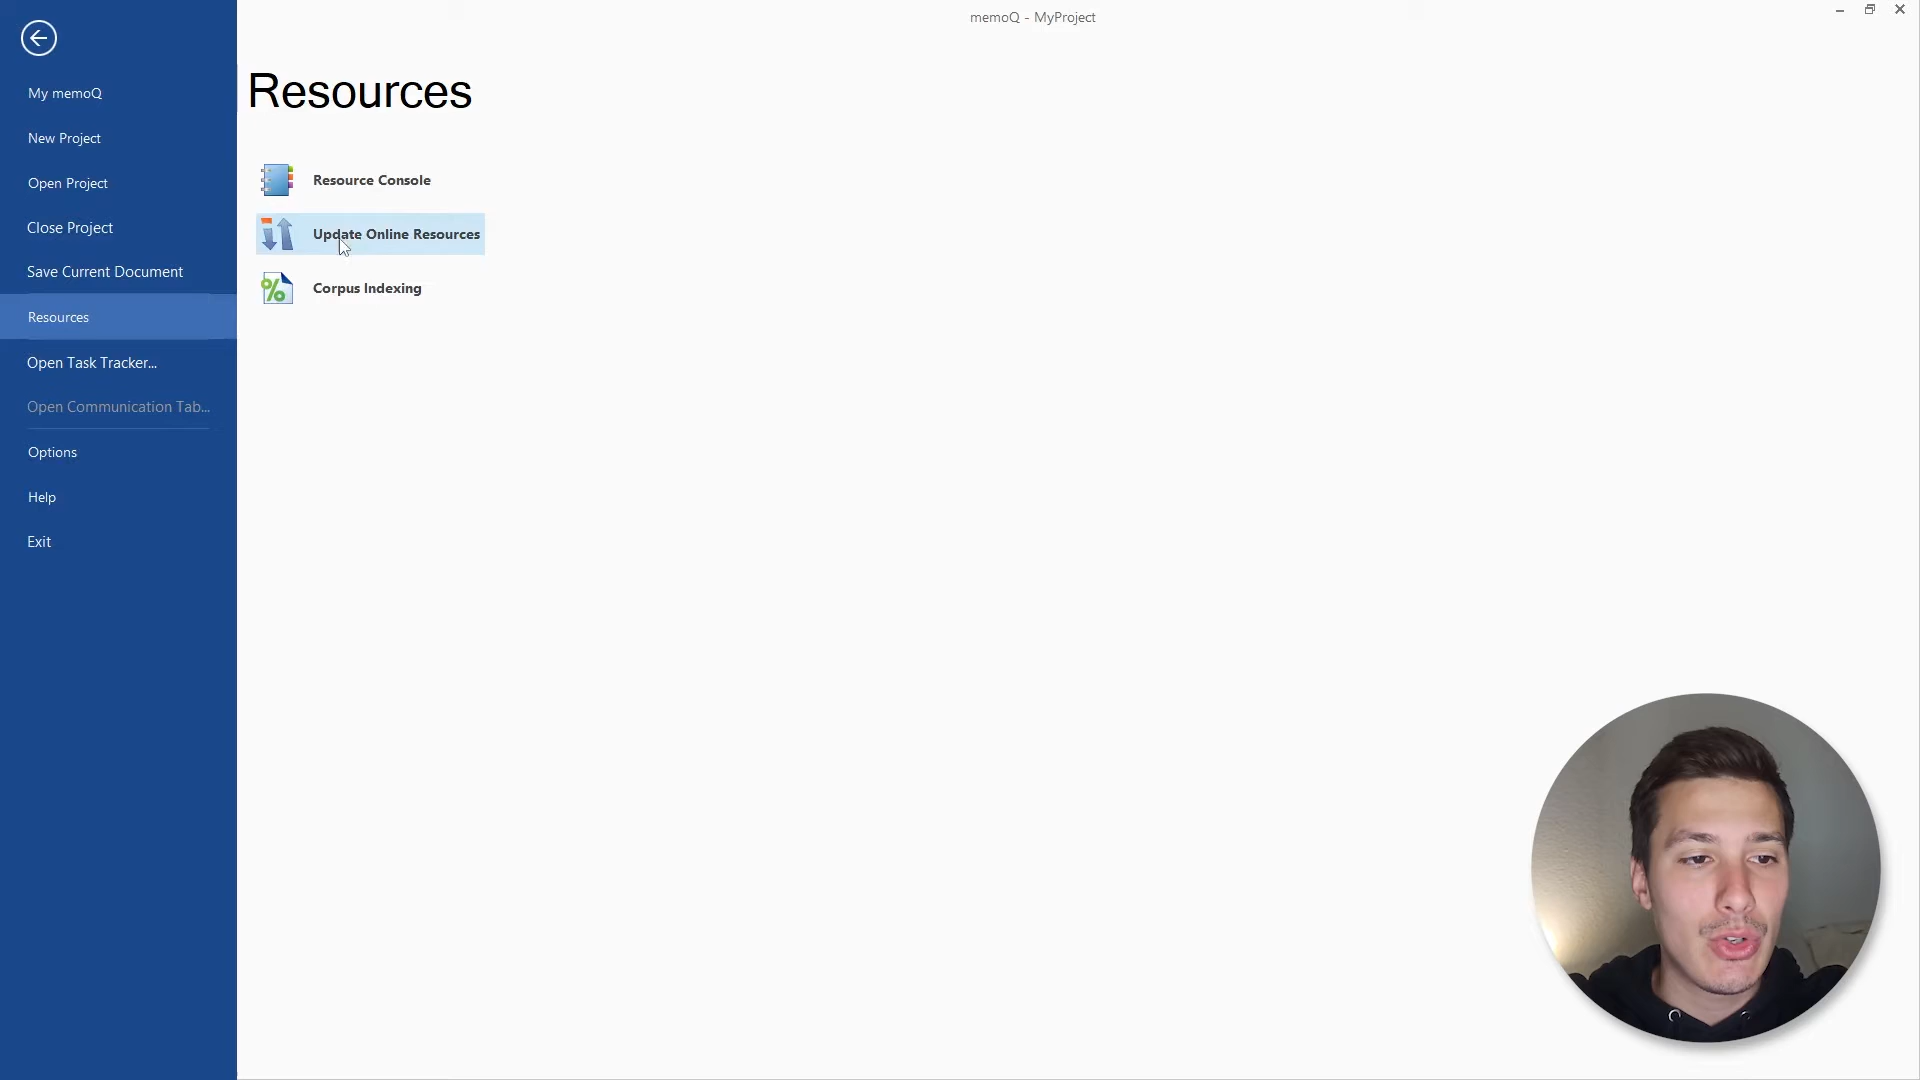 memoQ - MyProject
My memoQ
New Project
Open Project
Close Project
Save Current Document
Resources
Open Task Tracker...
Open Communication Tab...
Options
Help
Exit
Resources
Resource Console
Update Online Resources
Corpus Indexing